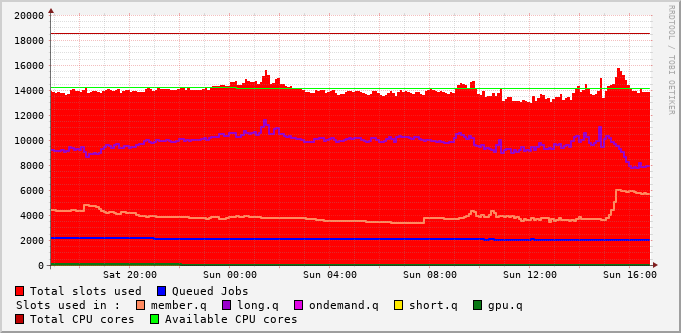 RRDTOOL / TOBI OETIKER
20000
18000
16000
14000
12000
10000
8000
6000
4000
2000
0
Sat 20:00 Sun 00:00 Sun 04:00 Sun 08:00 Sun 12:00 Sun 16:00
Total slots used Queued Jobs
Slots used in : member.q long.q ondemand.q short.q gpu.q
Total CPU cores Available CPU cores